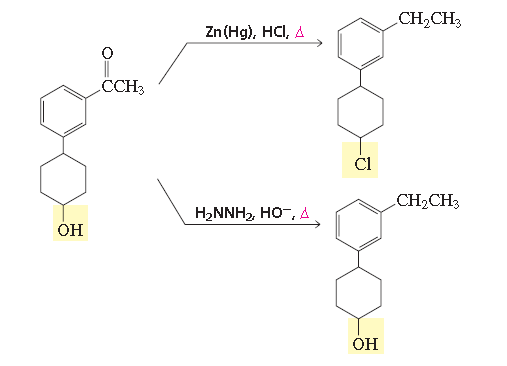 O
CCH₃
OH
Zn(Hg), HCl, Δ
CH₂CH₃
Cl
H₂NNH₂, HO⁻, Δ
CH₂CH₃
OH